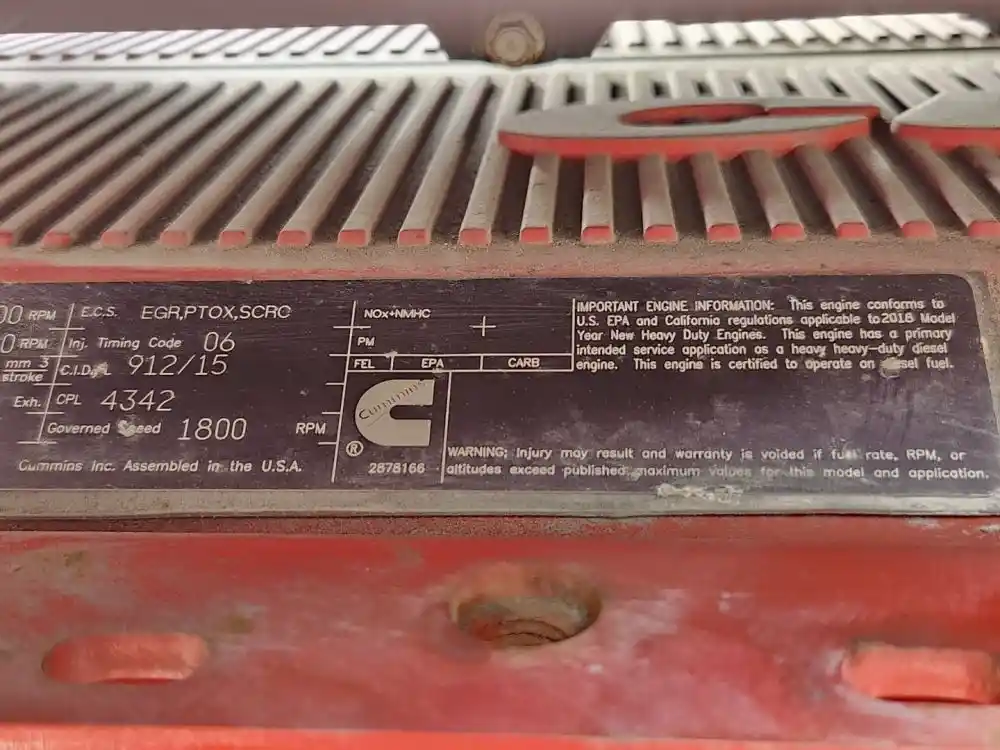 00 RPM E.C.S. EGR,PTOX,SCRC
0 RPM Inj. Timing Code 06
mm 3 stroke C.I.D./L 912/15
Exh. CPL 4342
Governed Speed 1800 RPM
Cummins Inc. Assembled in the U.S.A.
NOx+NMHC
PM
FEL EPA CARB
Cummins
®
2878166
IMPORTANT ENGINE INFORMATION: This engine conforms to
U.S. EPA and California regulations applicable to 2018 Model
Year New Heavy Duty Engines. This engine has a primary
intended service application as a heavy heavy-duty diesel
engine. This engine is certified to operate on diesel fuel.
WARNING: Injury may result and warranty is voided if fuel rate, RPM, or
altitudes exceed published maximum values for this model and application.